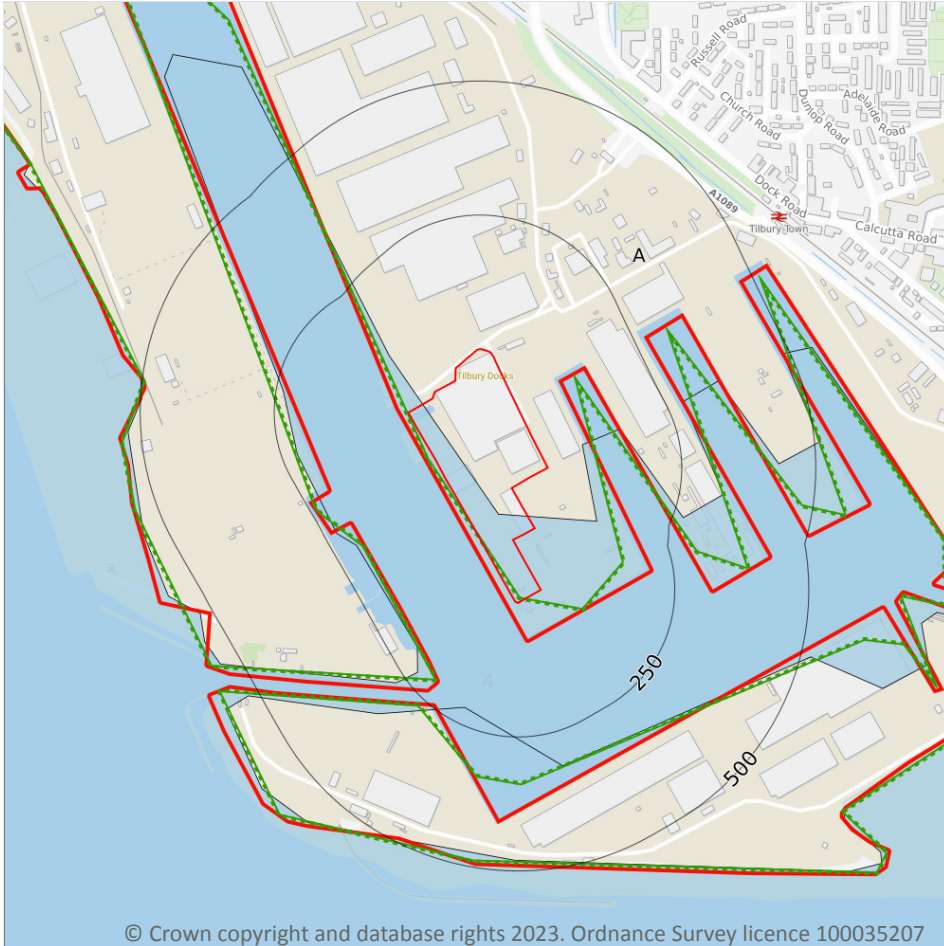 Russell Road
Adelaide Road
Dunlop Road
Church Road
Dock Road
A1089
Tilbury Town
Calcutta Road
A
Tilbury Docks
4
250
500
© Crown copyright and database rights 2023. Ordnance Survey licence 100035207